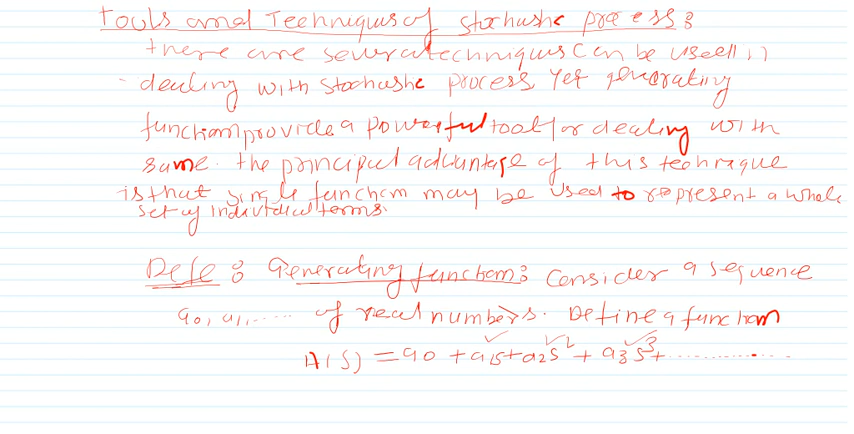 Tools and Techniques of Stochastic process:
There are several techniques can be used in
dealing with stochastic process, Yet generating
function provide a powerful tool for dealing with
same. The principal advantage of this technique
is that single function may be used to represent a whole
set of individual terms.
Defe: Generating function: Consider a sequence
a0, a1, ...... of real numbers. Define a function
A(S) = a0 + a1s + a2s² + a3s³ + ..............